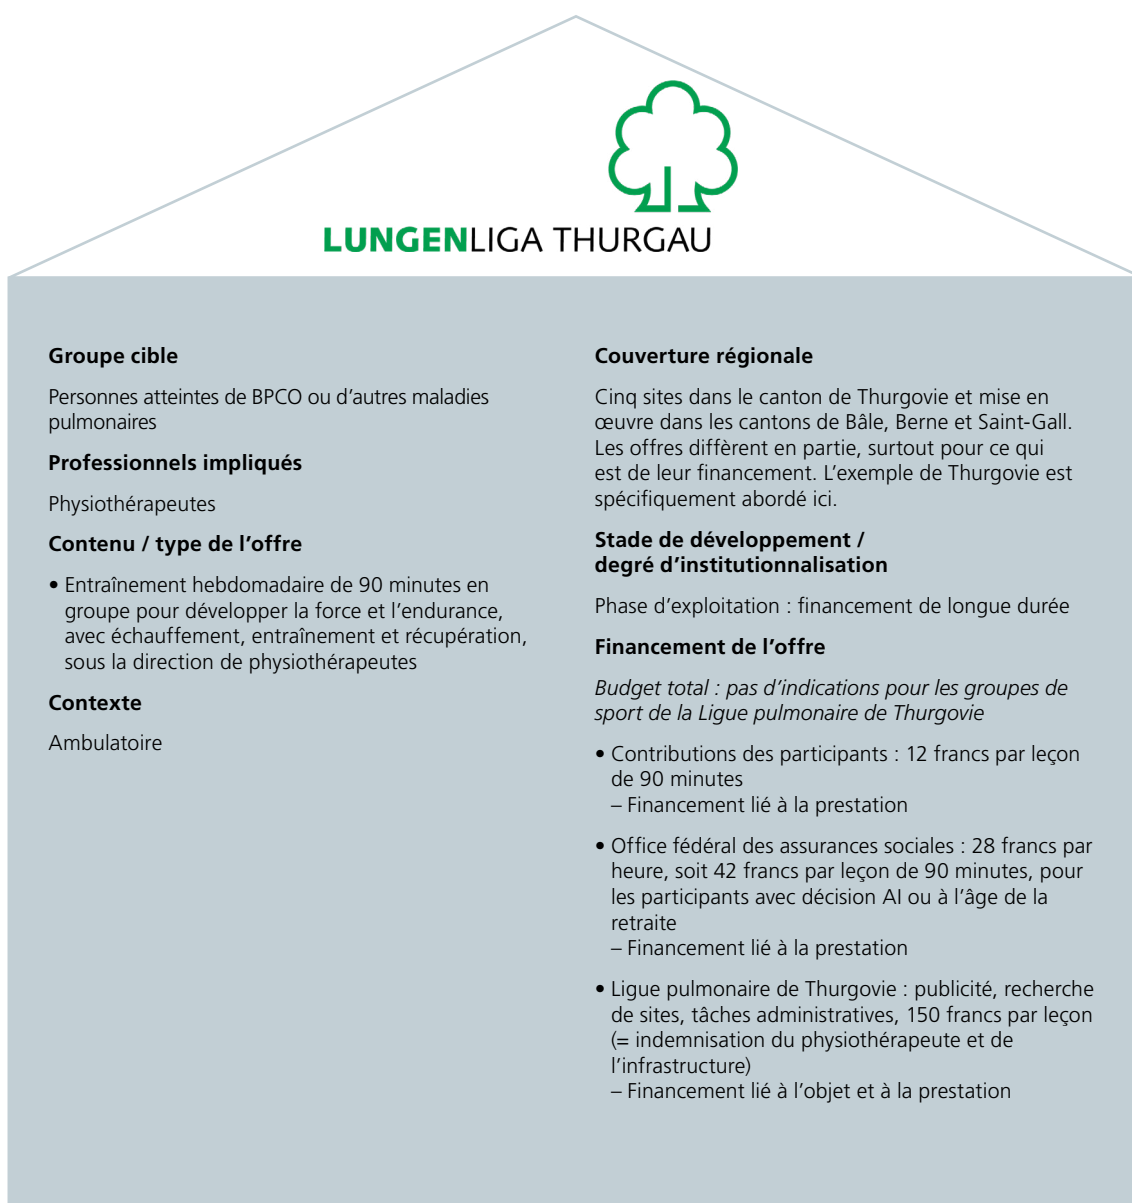 LUNGENLIGA THURGAU
Groupe cible
Personnes atteintes de BPCO ou d’autres maladies
pulmonaires
Professionnels impliqués
Physiothérapeutes
Contenu / type de l’offre
• Entraînement hebdomadaire de 90 minutes en
groupe pour développer la force et l’endurance,
avec échauffement, entraînement et récupération,
sous la direction de physiothérapeutes
Contexte
Ambulatoire
Couverture régionale
Cinq sites dans le canton de Thurgovie et mise en
œuvre dans les cantons de Bâle, Berne et Saint-Gall.
Les offres diffèrent en partie, surtout pour ce qui
est de leur financement. L’exemple de Thurgovie est
spécifiquement abordé ici.
Stade de développement /
degré d’institutionnalisation
Phase d’exploitation : financement de longue durée
Financement de l’offre
Budget total : pas d’indications pour les groupes de
sport de la Ligue pulmonaire de Thurgovie
• Contributions des participants : 12 francs par leçon
de 90 minutes
– Financement lié à la prestation
• Office fédéral des assurances sociales : 28 francs par
heure, soit 42 francs par leçon de 90 minutes, pour
les participants avec décision AI ou à l’âge de la
retraite
– Financement lié à la prestation
• Ligue pulmonaire de Thurgovie : publicité, recherche
de sites, tâches administratives, 150 francs par leçon
(= indemnisation du physiothérapeute et de
l’infrastructure)
– Financement lié à l’objet et à la prestation